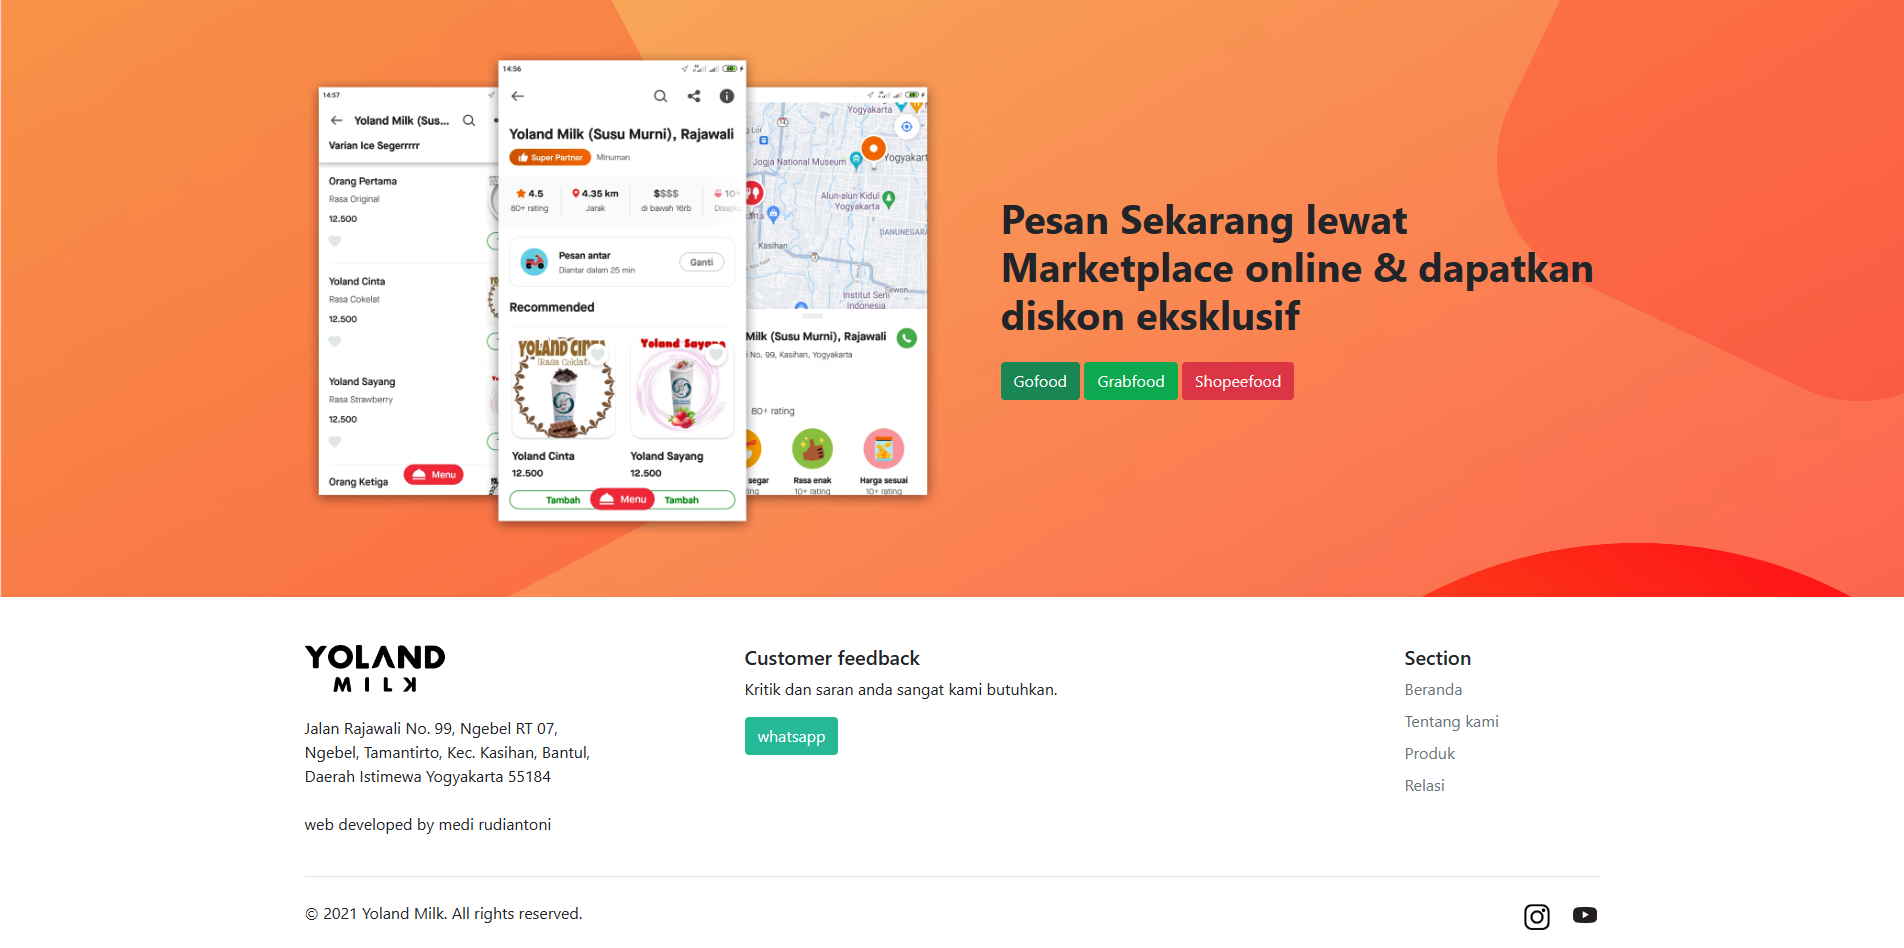 14:57
Yoland Milk (Sus...
Varian Ice Segerrrrr
Orang Pertama
Rasa Original
12.500
Yoland Cinta
Rasa Cokelat
12.500
Yoland Sayang
Rasa Strawberry
12.500
Orang Ketiga
Menu
14:56
Yoland Milk (Susu Murni), Rajawali
Super Partner
Minuman
4.5
80+ rating
4.35 km
Jarak
$$$$
di bawah 16rb
10+
Pesan antar
Diantar dalam 25 min
Ganti
Recommended
YOLAND CINTA
(Rasa Coklat)
Yoland Sayang
Yoland Cinta
12.500
Yoland Sayang
12.500
Tambah
Menu
Tambah
Yogyakarta
Jogja National Museum
Yogyakart
Alun-alun Kidul
Yogyakarta
DANUNEGARA
Kasihan
Sewon
Institut Seni
Indonesia
Milk (Susu Murni), Rajawali
No. 99, Kasihan, Yogyakarta
80+ rating
segar
Rasa enak
10+ rating
Harga sesuai
10+ rating
Pesan Sekarang lewat
Marketplace online & dapatkan
diskon eksklusif
Gofood
Grabfood
Shopeefood
YOLAND
MILK
Jalan Rajawali No. 99, Ngebel RT 07,
Ngebel, Tamantirto, Kec. Kasihan, Bantul,
Daerah Istimewa Yogyakarta 55184
web developed by medi rudiantoni
Customer feedback
Kritik dan saran anda sangat kami butuhkan.
whatsapp
Section
Beranda
Tentang kami
Produk
Relasi
© 2021 Yoland Milk. All rights reserved.